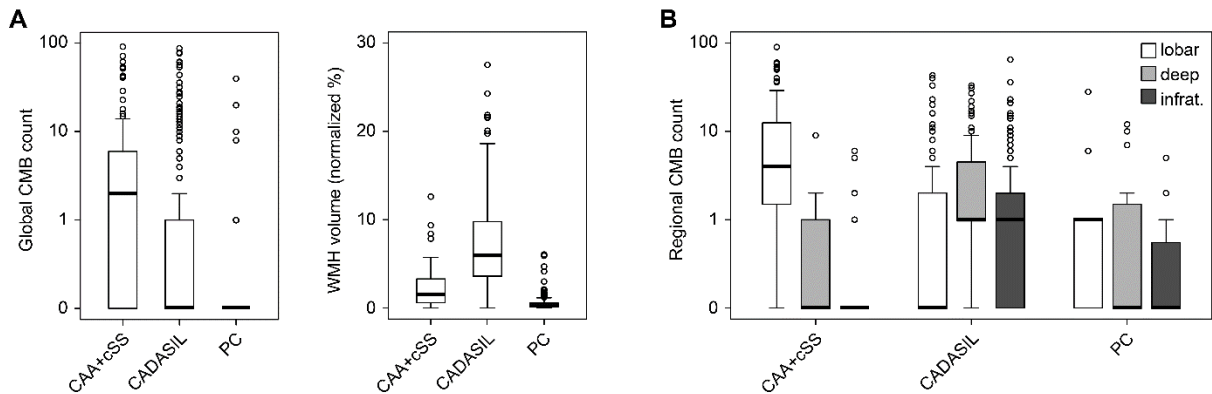 A
Global CMB count
100
10
1
0
CAA+cSS
CADASIL
PC
WMH volume (normalized %)
30
20
10
0
CAA+cSS
CADASIL
PC
B
Regional CMB count
100
10
1
0
CAA+cSS
CADASIL
PC
lobar
deep
infrat.